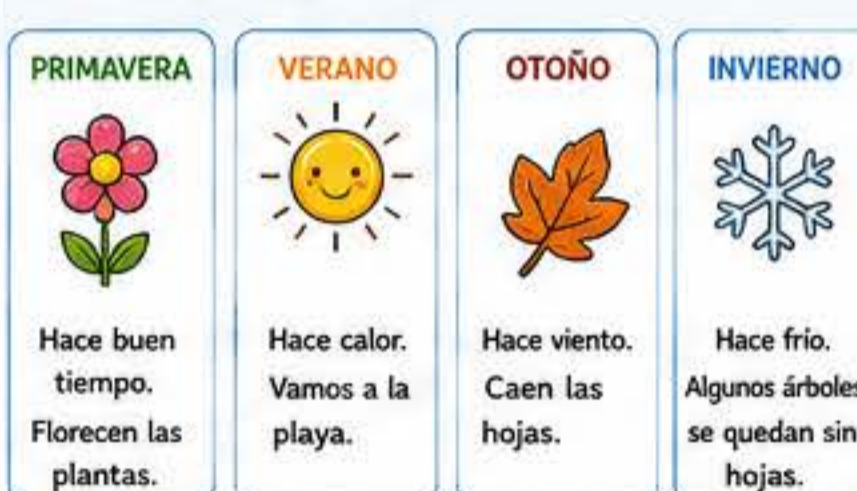 PRIMAVERA
Hace buen
tiempo.
Florecen las
plantas.
VERANO
Hace calor.
Vamos a la
playa.
OTOÑO
Hace viento.
Caen las
hojas.
INVIERNO
Hace frio.
Algunos árboles
se quedan sin
hojas.